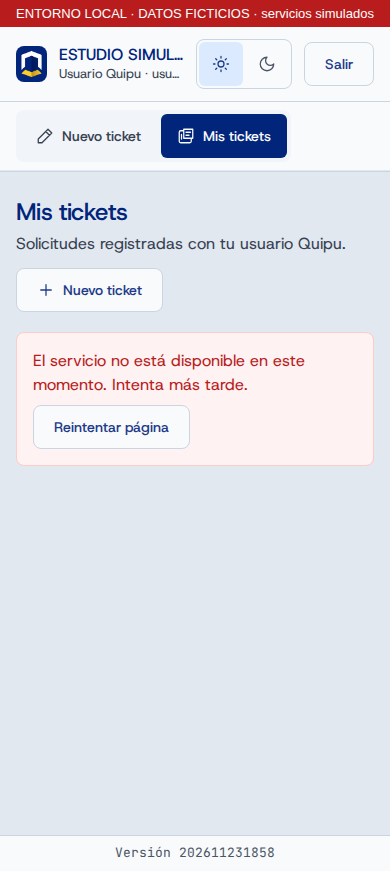 ENTORNO LOCAL · DATOS FICTICIOS · servicios simulados
ESTUDIO SIMUL...
Usuario Quipu · usu...
Salir
Nuevo ticket
Mis tickets
Mis tickets
Solicitudes registradas con tu usuario Quipu.
Nuevo ticket
El servicio no está disponible en este
momento. Intenta más tarde.
Reintentar página
Versión 202611231858